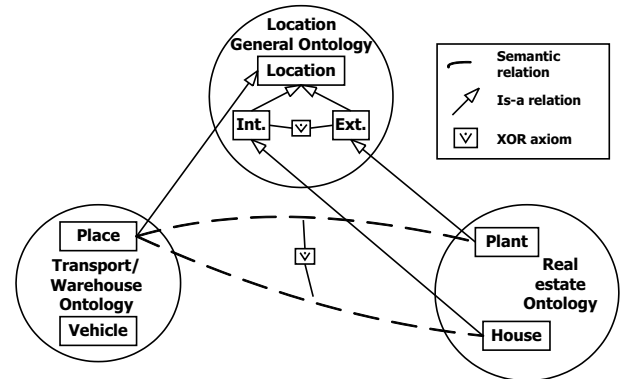 Location
General Ontology
Location
Int.
Ext.
Semantic
relation
Is-a relation
XOR axiom
Place
Transport/
Warehouse
Ontology
Vehicle
Plant
Real
estate
Ontology
House